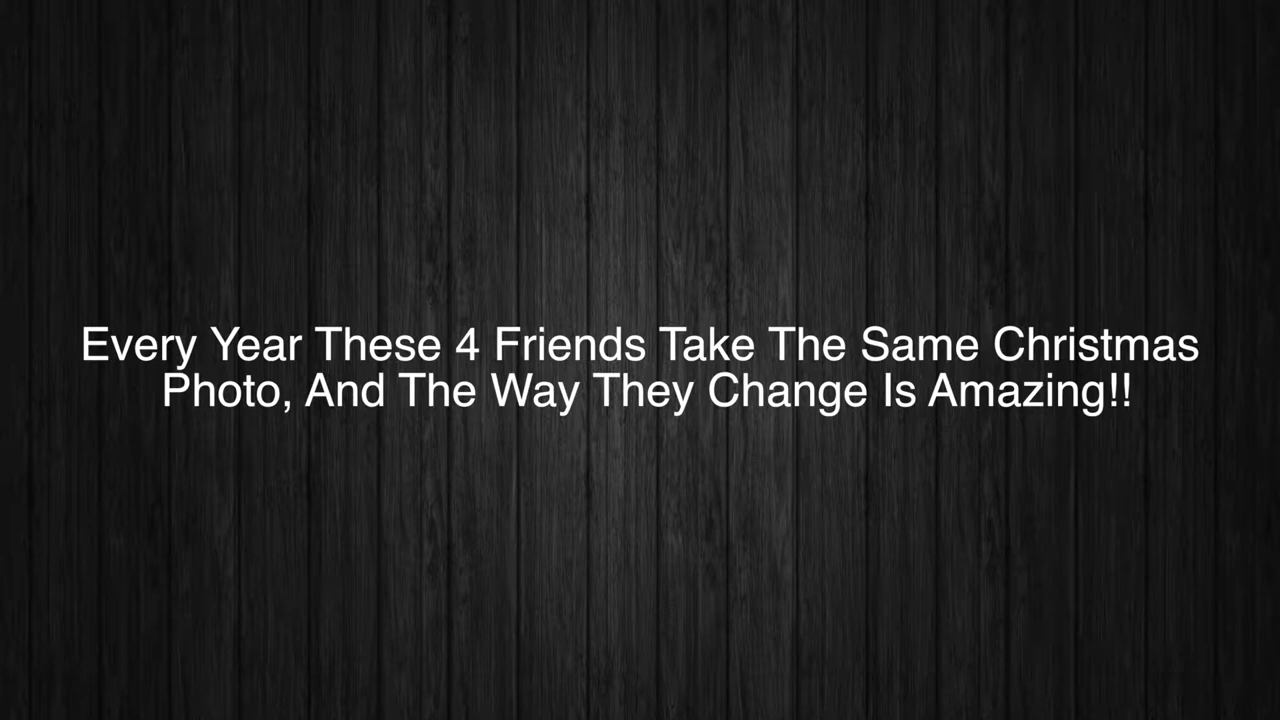 Every Year These 4 Friends Take The Same Christmas
Photo, And The Way They Change Is Amazing!!